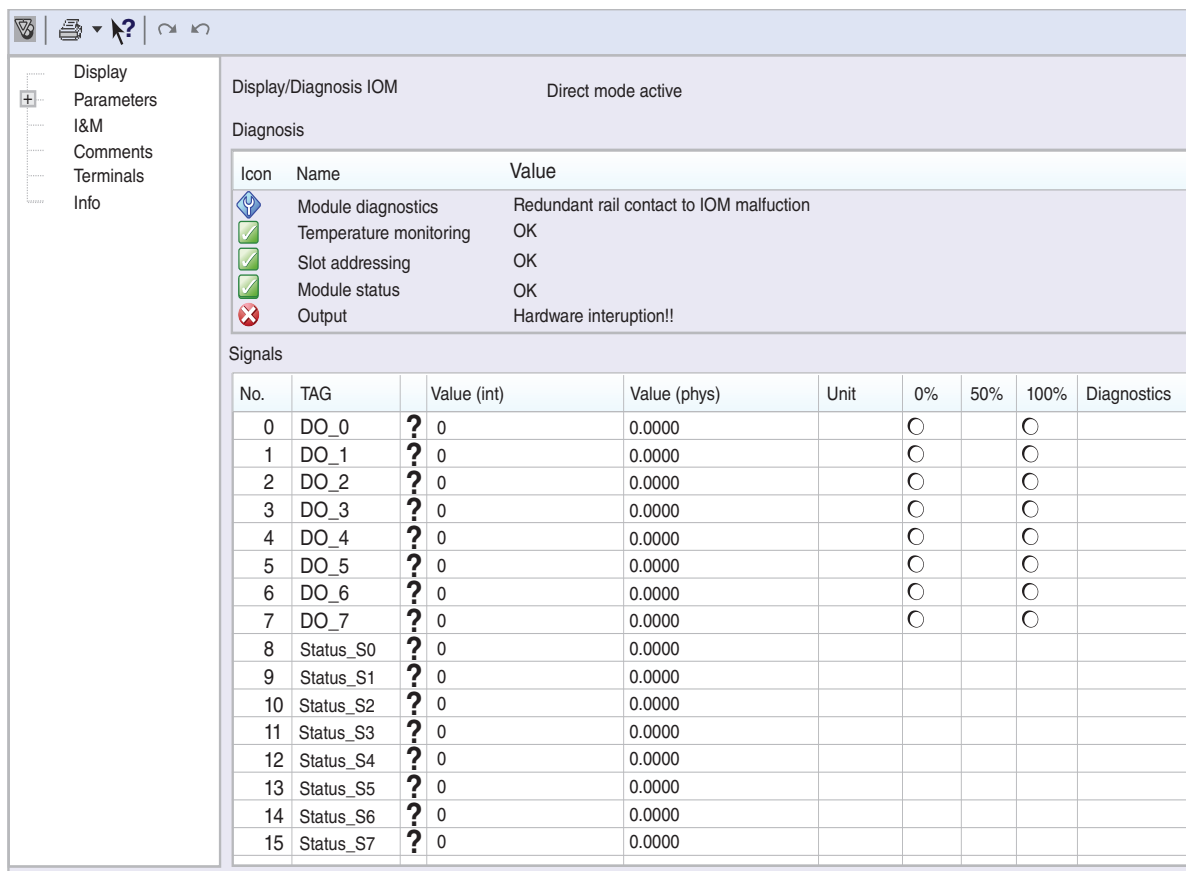 Display
Parameters
I&M
Comments
Terminals
Info
Display/Diagnosis IOM Direct mode active
Diagnosis
Icon Name Value
Module diagnostics Redundant rail contact to IOM malfuction
Temperature monitoring OK
Slot addressing OK
Module status OK
Output Hardware interuption!!
Signals
No. TAG Value (int) Value (phys) Unit 0% 50% 100% Diagnostics
0 DO_0 ? 0 0.0000
1 DO_1 ? 0 0.0000
2 DO_2 ? 0 0.0000
3 DO_3 ? 0 0.0000
4 DO_4 ? 0 0.0000
5 DO_5 ? 0 0.0000
6 DO_6 ? 0 0.0000
7 DO_7 ? 0 0.0000
8 Status_S0 ? 0 0.0000
9 Status_S1 ? 0 0.0000
10 Status_S2 ? 0 0.0000
11 Status_S3 ? 0 0.0000
12 Status_S4 ? 0 0.0000
13 Status_S5 ? 0 0.0000
14 Status_S6 ? 0 0.0000
15 Status_S7 ? 0 0.0000